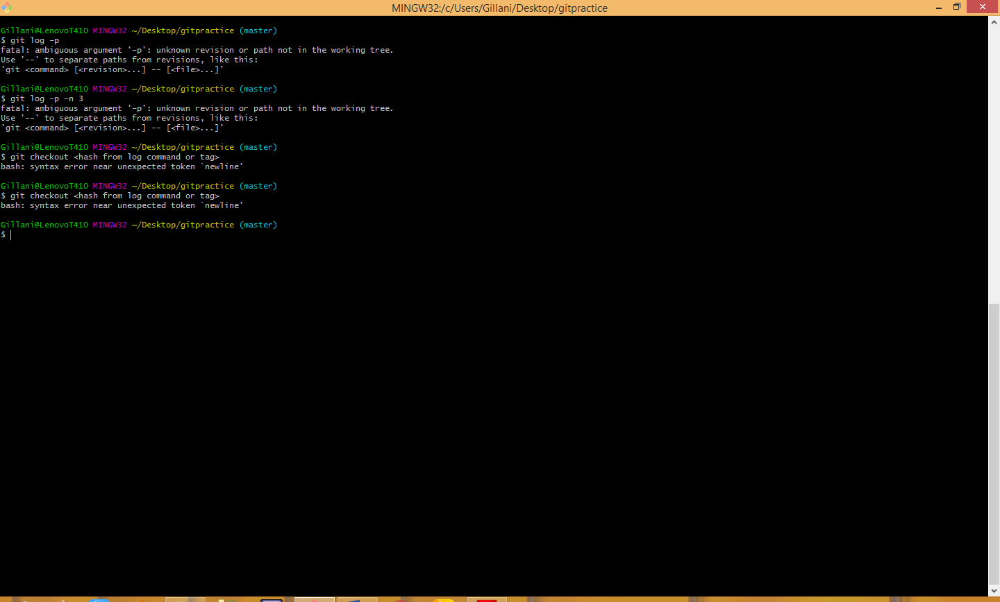 MINGW32:/c/Users/Gillani/Desktop/gitpractice
Gillani@LenovoT410 MINGW32 ~/Desktop/gitpractice (master)
$ git log –p
fatal: ambiguous argument '–p': unknown revision or path not in the working tree.
Use '--' to separate paths from revisions, like this:
'git <command> [<revision>...] -- [<file>...]'
Gillani@LenovoT410 MINGW32 ~/Desktop/gitpractice (master)
$ git log –p –n 3
fatal: ambiguous argument '–p': unknown revision or path not in the working tree.
Use '--' to separate paths from revisions, like this:
'git <command> [<revision>...] -- [<file>...]'
Gillani@LenovoT410 MINGW32 ~/Desktop/gitpractice (master)
$ git checkout <hash from log command or tag>
bash: syntax error near unexpected token `newline'
Gillani@LenovoT410 MINGW32 ~/Desktop/gitpractice (master)
$ git checkout <hash from log command or tag>
bash: syntax error near unexpected token `newline'
Gillani@LenovoT410 MINGW32 ~/Desktop/gitpractice (master)
$